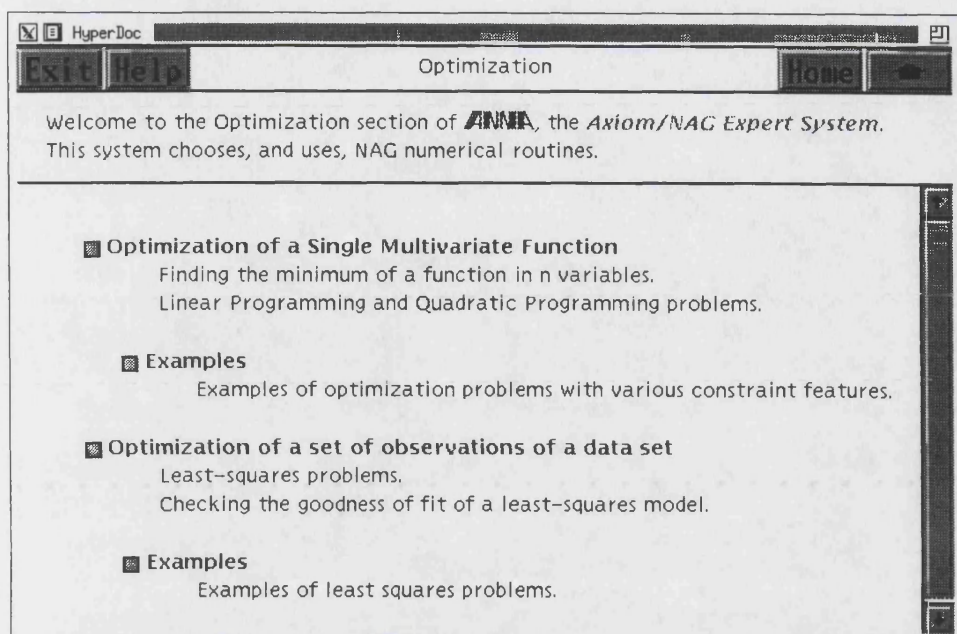 HyperDoc
Exit Help Optimization Home
Welcome to the Optimization section of ANNA, the Axiom/NAG Expert System.
This system chooses, and uses, NAG numerical routines.
Optimization of a Single Multivariate Function
Finding the minimum of a function in n variables.
Linear Programming and Quadratic Programming problems.
Examples
Examples of optimization problems with various constraint features.
Optimization of a set of observations of a data set
Least-squares problems.
Checking the goodness of fit of a least-squares model.
Examples
Examples of least squares problems.